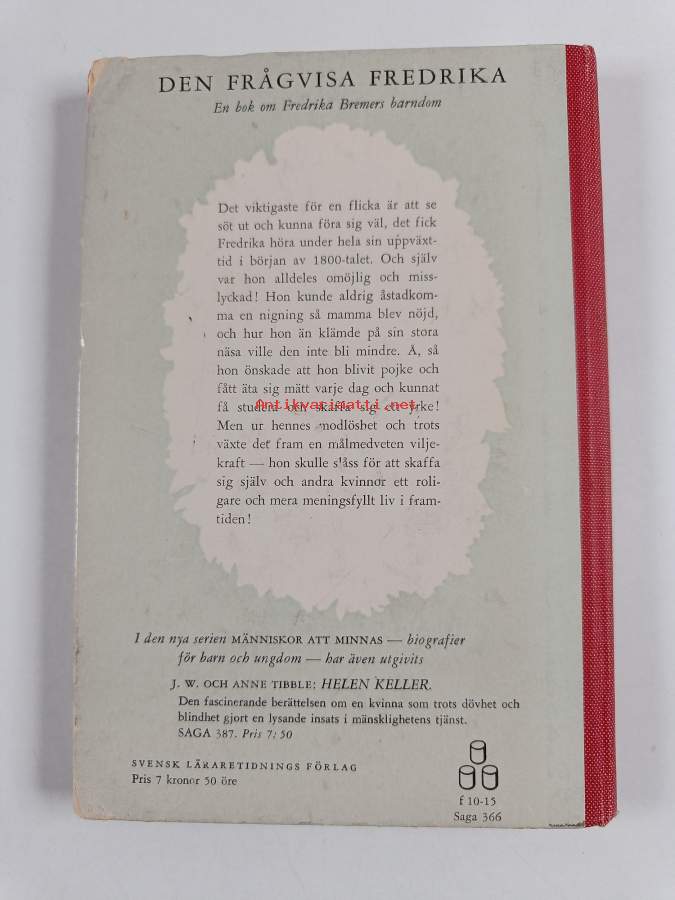 DEN FRÅGVISA FREDRIKA
En bok om Fredrika Bremers barndom
Det viktigaste för en flicka är att se
söt ut och kunna föra sig väl, det fick
Fredrika höra under hela sin uppväxt-
tid i början av 1800-talet. Och själv
var hon alldeles omöjlig och miss-
lyckad! Hon kunde aldrig åstadkom-
ma en nigning så mamma blev nöjd,
och hur hon än klämde på sin stora
näsa ville den inte bli mindre. Å, så
hon önskade att hon blivit pojke och
fått äta sig mätt varje dag och kunnat
få studera och skaffa sig ett yrke!
Antikvarimatti.net
Men ur hennes modlöshet och trots
växte det fram en målmedveten vilje-
kraft — hon skulle slåss för att skaffa
sig själv och andra kvinnor ett roli-
gare och mera meningsfyllt liv i fram-
tiden!
I den nya serien MÄNNISKOR ATT MINNAS — biografier
för barn och ungdom — har även utgivits
J. W. OCH ANNE TIBBLE: HELEN KELLER.
Den fascinerande berättelsen om en kvinna som trots dövhet och
blindhet gjort en lysande insats i mänsklighetens tjänst.
SAGA 387. Pris 7: 50
SVENSK LÄRARETIDNINGS FÖRLAG
Pris 7 kronor 50 öre
f 10-15
Saga 366